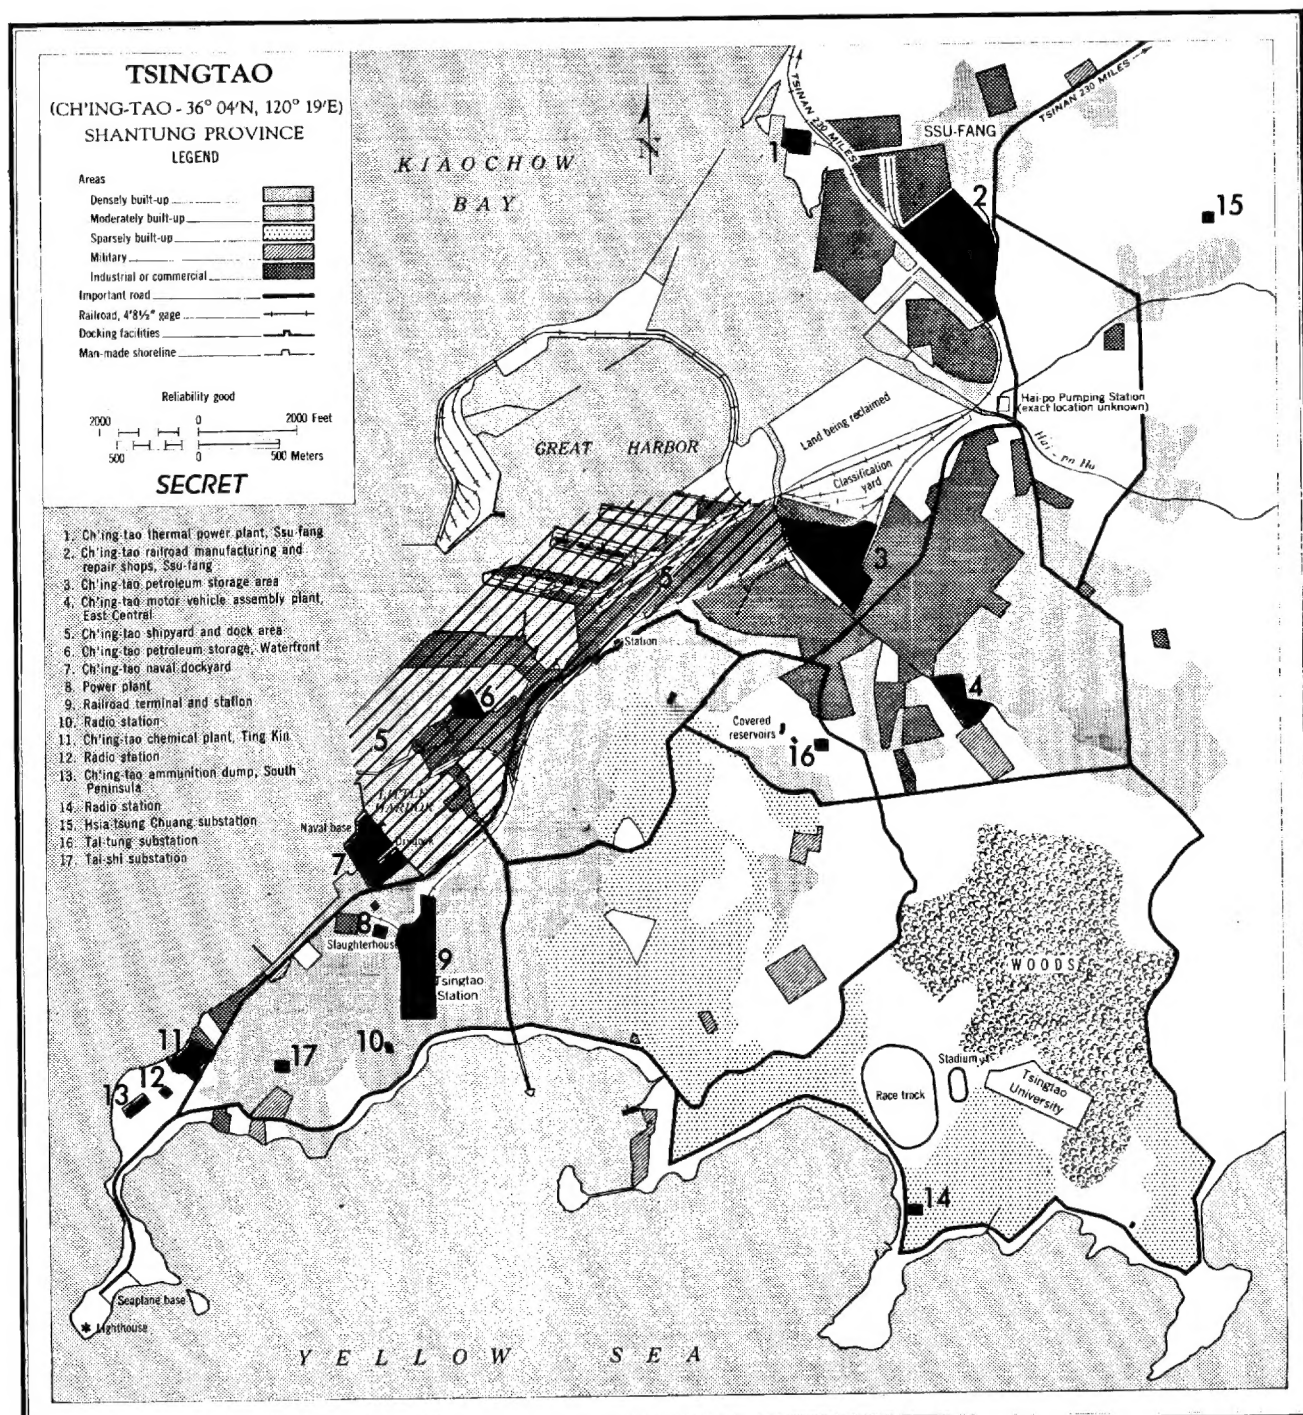 TSINGTAO
(CH'ING-TAO - 36° 04'N, 120° 19'E)
SHANTUNG PROVINCE
LEGEND
Areas
Densely built-up
Moderately built-up
Sparsely built-up
Military
Industrial or commercial
Important road
Railroad, 4'8½" gage
Docking facilities
Man-made shoreline
Reliability good
2000 0 2000 Feet
500 0 500 Meters
SECRET
1. Ch'ing-tao thermal power plant, Ssu-fang
2. Ch'ing-tao railroad manufacturing and
repair shops, Ssu-fang
3. Ch'ing-tao petroleum storage area
4. Ch'ing-tao motor vehicle assembly plant,
East Central
5. Ch'ing-tao shipyard and dock area
6. Ch'ing-tao petroleum storage, Waterfront
7. Ch'ing-tao naval dockyard
8. Power plant
9. Railroad terminal and station
10. Radio station
11. Ch'ing-tao chemical plant, Ting Kin
12. Radio station
13. Ch'ing-tao ammunition dump, South
Peninsula
14. Radio station
15. Hsia-tsung Chuang substation
16. Tai-tung substation
17. Tai-shi substation
KIAOCHOW
BAY
N
TSINAN 230 MILES
TSINAN 230 MILES
SSU-FANG
1
2
15
Hai-po Pumping Station
(exact location unknown)
Hai-po Hu
Land being reclaimed
GREAT HARBOR
Classification
yard
3
5
Station
6
4
Covered
reservoirs
16
5
LITTLE
HARBOR
Naval base
7
8
Slaughterhouse
9
Tsingtao
Station
WOODS
10
11
17
12
13
Stadium
Race track
Tsingtao
University
14
Seaplane base
Lighthouse
YELLOW SEA